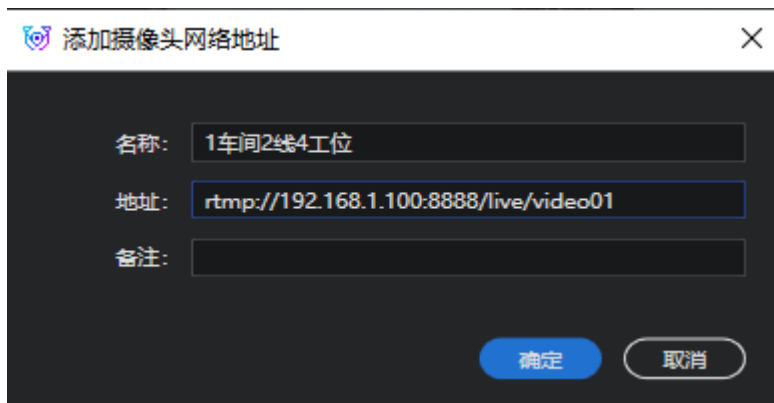 添加摄像头网络地址
名称: 1车间2线4工位
地址: rtmp://192.168.1.100:8888/live/video01
备注:
确定 取消